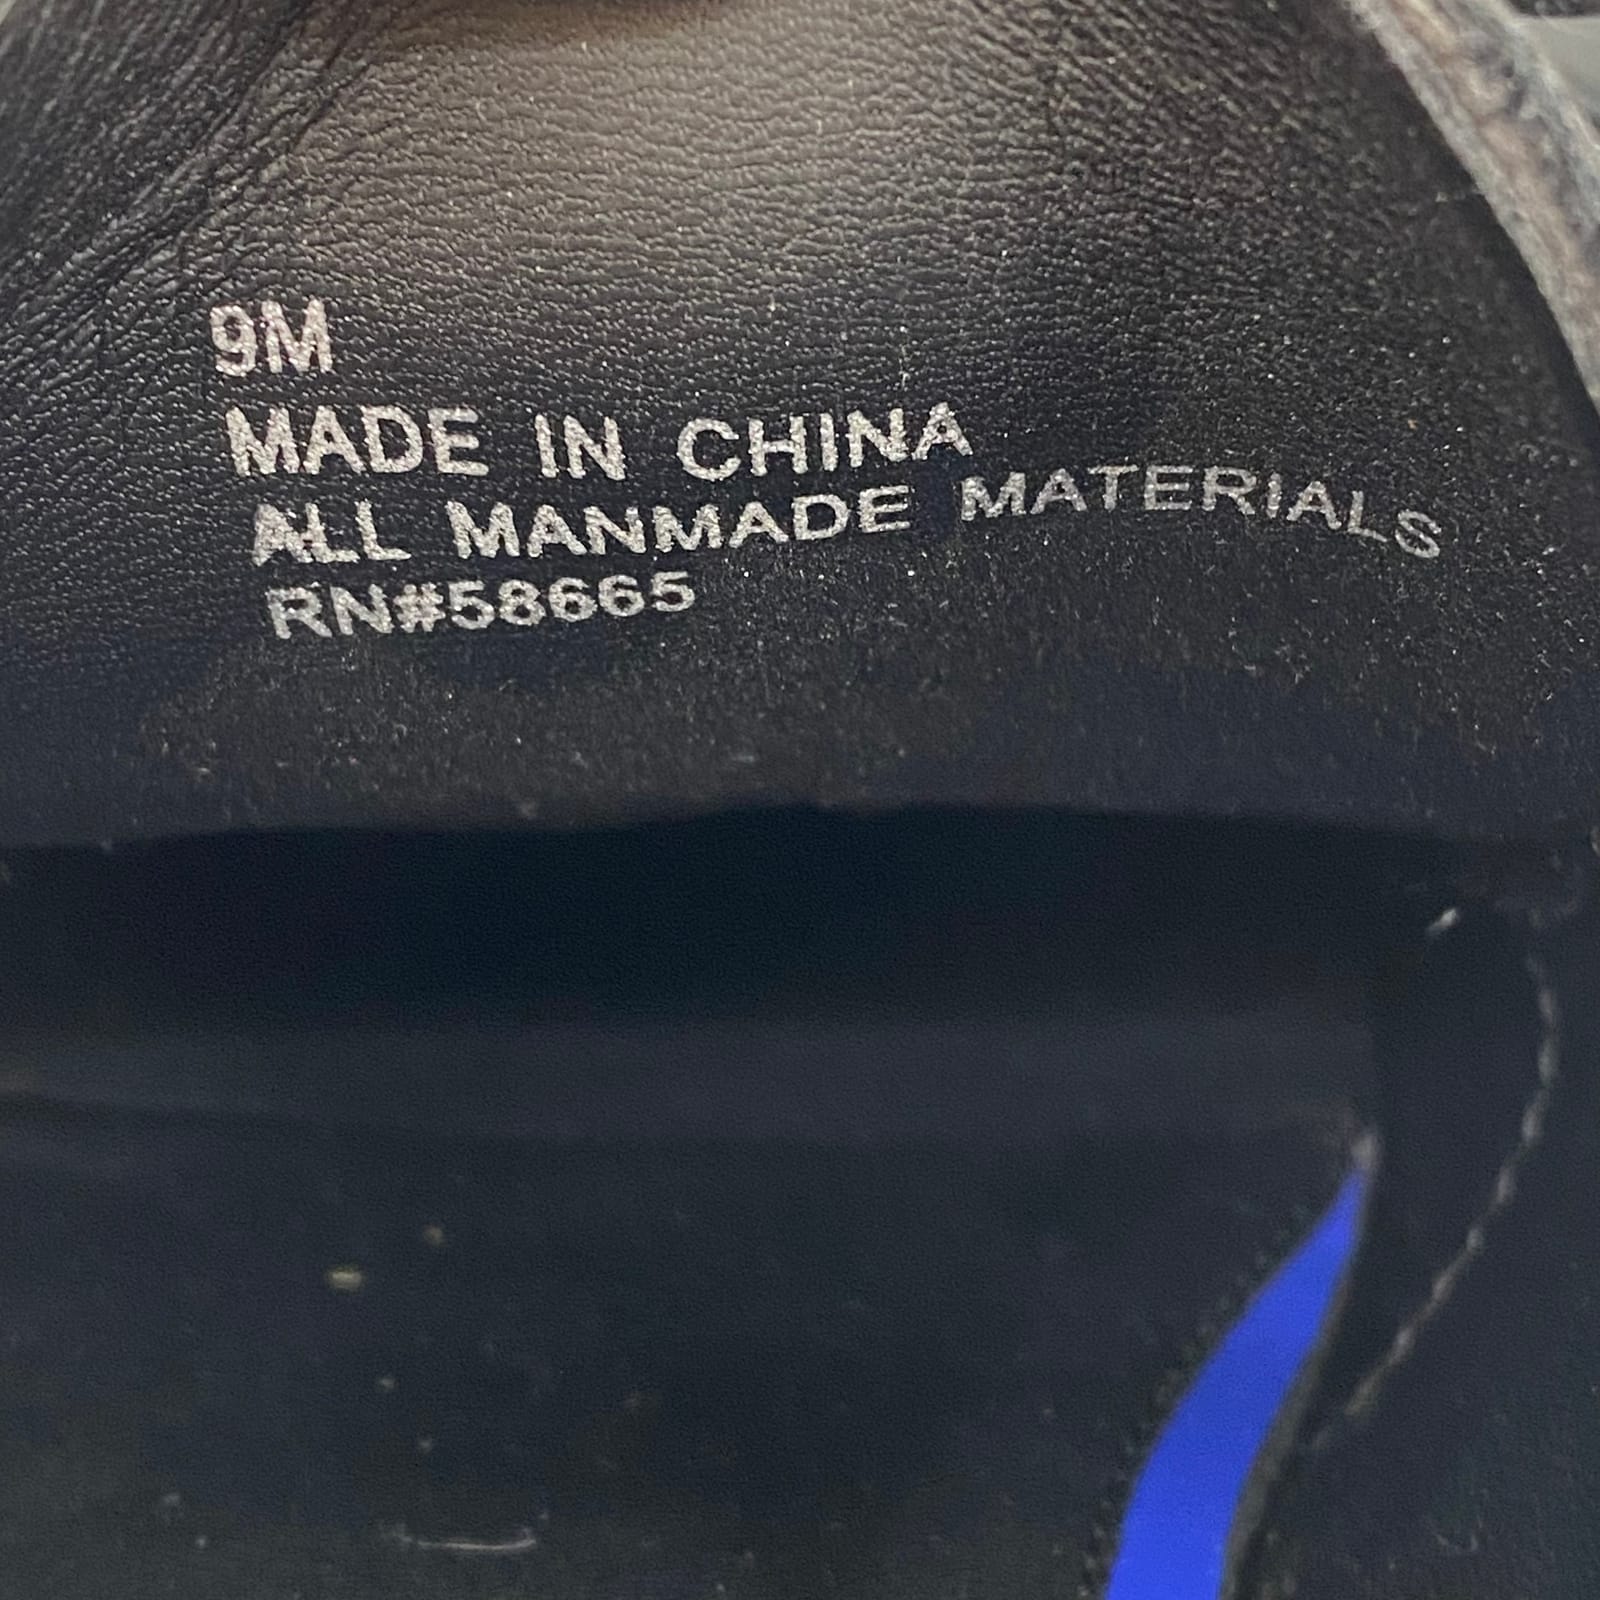 9M
MADE IN CHINA
ALL MANMADE MATERIALS
RN#58665